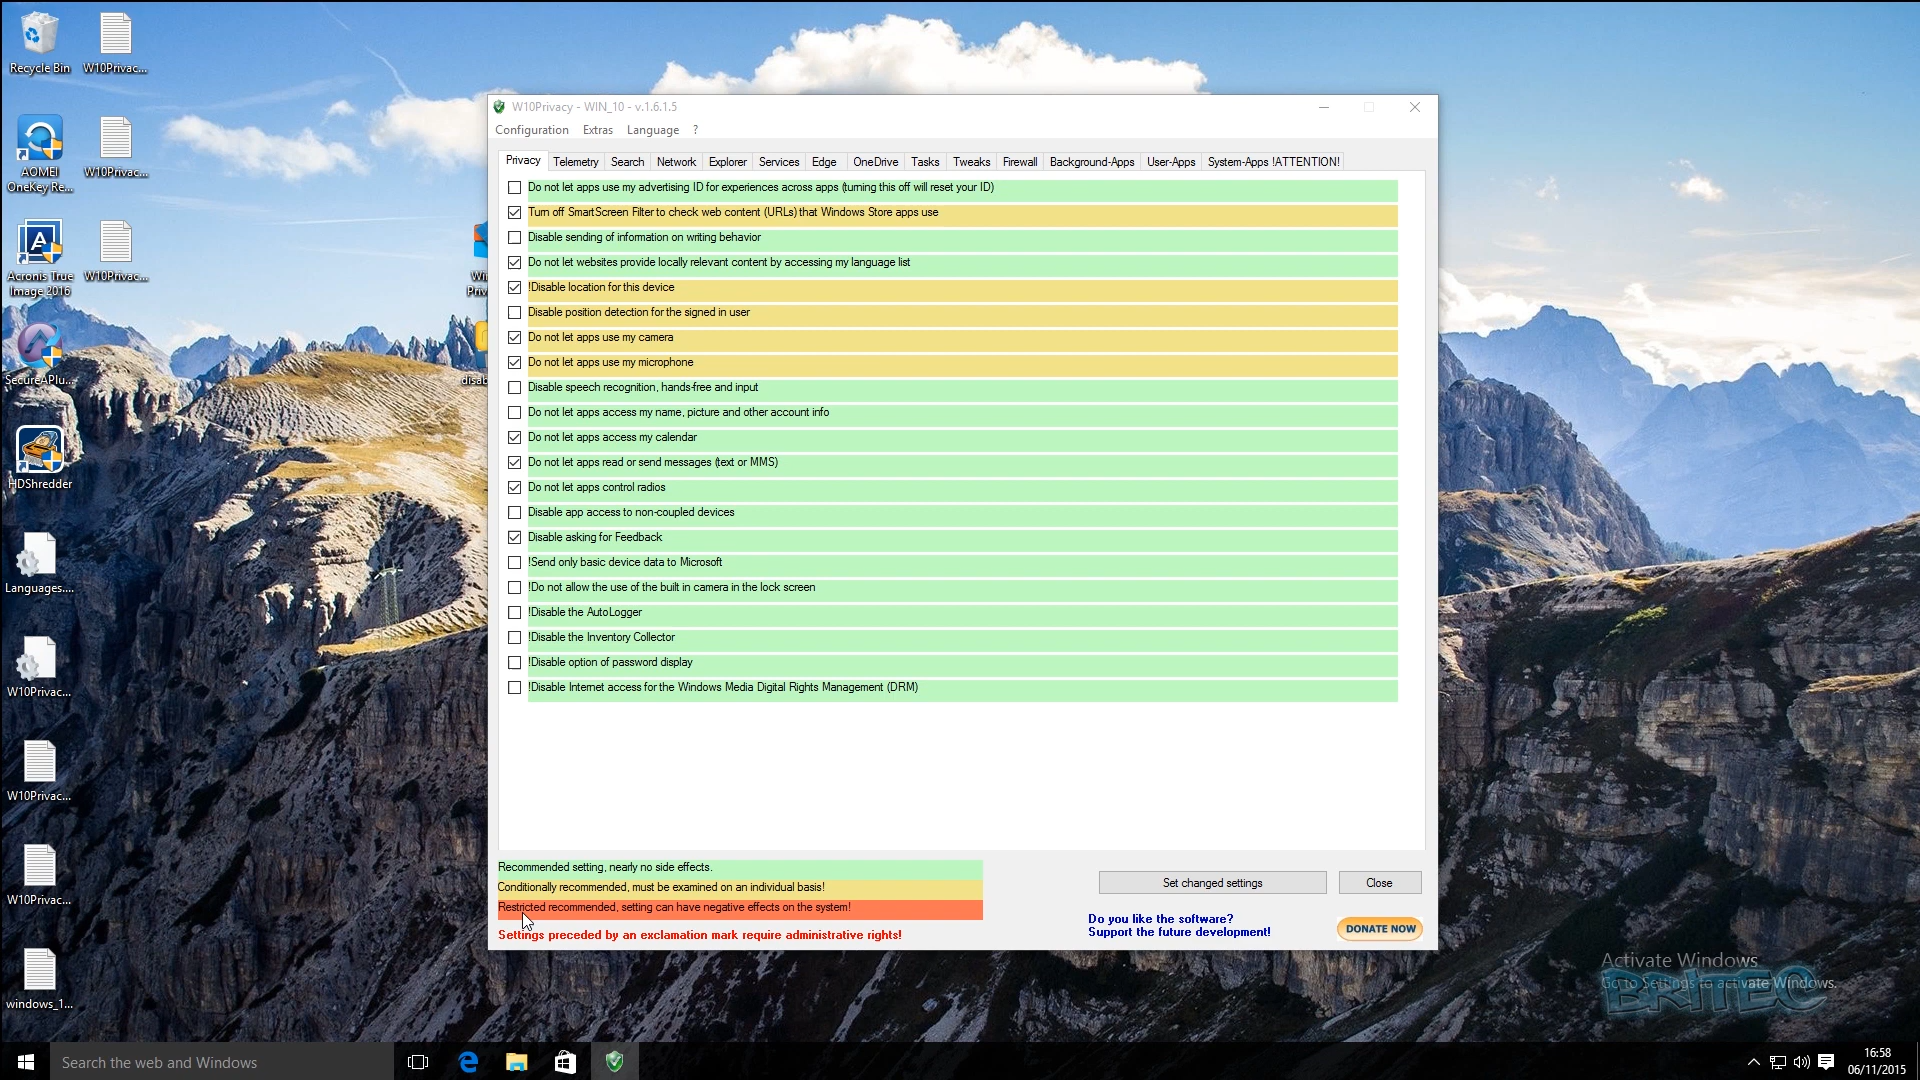 Recycle Bin
W10Privac...
AOMEI
OneKey Re...
W10Privac...
Acronis True
Image 2016
W10Privac...
SecureAPlu...
HDShredder
Languages....
W10Privac...
W10Privac...
W10Privac...
windows_1...
W10Privacy - WIN_10 - v.1.6.1.5
Configuration Extras Language ?
Privacy Telemetry Search Network Explorer Services Edge OneDrive Tasks Tweaks Firewall Background-Apps User-Apps System-Apps !ATTENTION!
Do not let apps use my advertising ID for experiences across apps (turning this off will reset your ID)
Turn off SmartScreen Filter to check web content (URLs) that Windows Store apps use
Disable sending of information on writing behavior
Do not let websites provide locally relevant content by accessing my language list
!Disable location for this device
Disable position detection for the signed in user
Do not let apps use my camera
Do not let apps use my microphone
Disable speech recognition, hands-free and input
Do not let apps access my name, picture and other account info
Do not let apps access my calendar
Do not let apps read or send messages (text or MMS)
Do not let apps control radios
Disable app access to non-coupled devices
Disable asking for Feedback
!Send only basic device data to Microsoft
!Do not allow the use of the built in camera in the lock screen
!Disable the AutoLogger
!Disable the Inventory Collector
!Disable option of password display
!Disable Internet access for the Windows Media Digital Rights Management (DRM)
Recommended setting, nearly no side effects.
Conditionally recommended, must be examined on an individual basis!
Restricted recommended, setting can have negative effects on the system!
Settings preceded by an exclamation mark require administrative rights!
Set changed settings Close
Do you like the software?
Support the future development!
DONATE NOW
Activate Windows
Go to Settings to activate Windows.
BRITEC
Search the web and Windows
16:58
06/11/2015